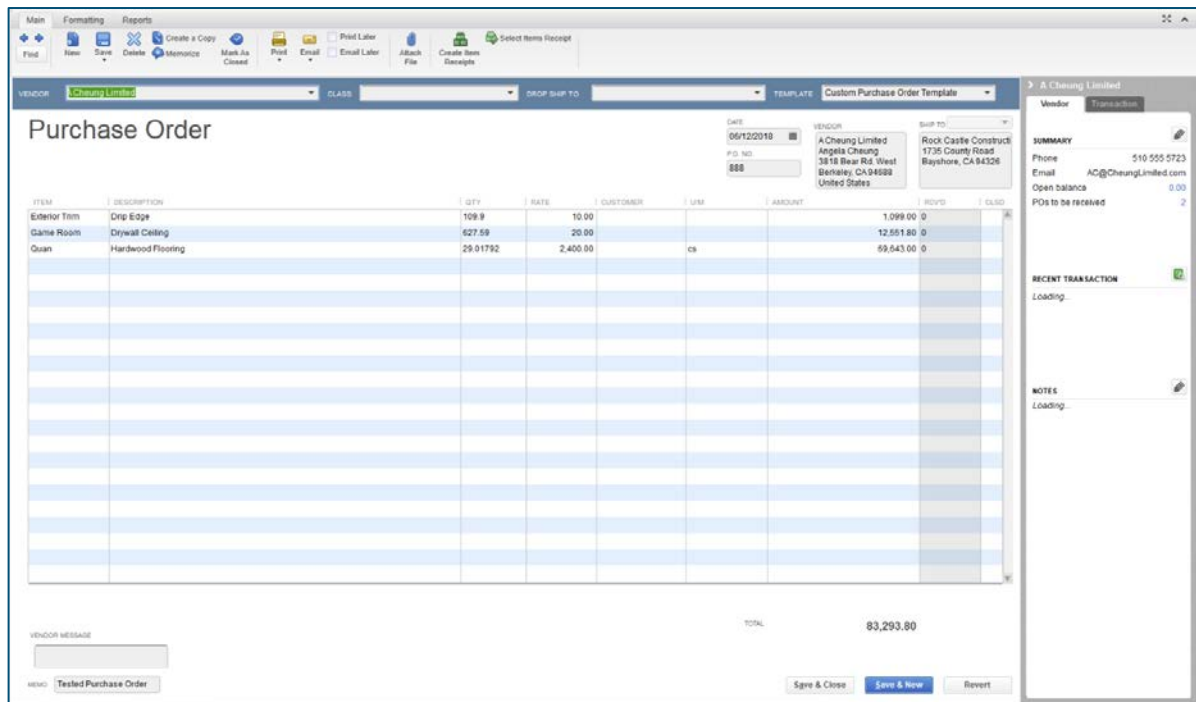 Main Formatting Reports
Find New Save Delete Create a Copy Memorize Mark As Closed Print Email Print Later Email Later Attach File Create Item Receipts Select Items Receipt
VENDOR A Cheung Limited CLASS DROP SHIP TO TEMPLATE Custom Purchase Order Template
Purchase Order
DATE
06/12/2018
P.O. NO.
888
VENDOR
A Cheung Limited
Angela Cheung
3818 Bear Rd. West
Berkeley, CA 94688
United States
SHIP TO
Rock Castle Constructi
1735 County Road
Bayshore, CA 94326
ITEM DESCRIPTION QTY RATE CUSTOMER U/M AMOUNT RCV'D CLSD
Exterior Trim Drip Edge 109.9 10.00 1,099.00 0
Game Room Drywall Ceiling 627.59 20.00 12,551.80 0
Quan Hardwood Flooring 29.01792 2,400.00 cs 69,643.00 0
TOTAL 83,293.80
VENDOR MESSAGE
MEMO Tested Purchase Order
Save & Close Save & New Revert
A Cheung Limited
Vendor Transaction
SUMMARY
Phone 510 555 5723
Email AC@CheungLimited.com
Open balance 0.00
POs to be received 2
RECENT TRANSACTION
Loading...
NOTES
Loading...